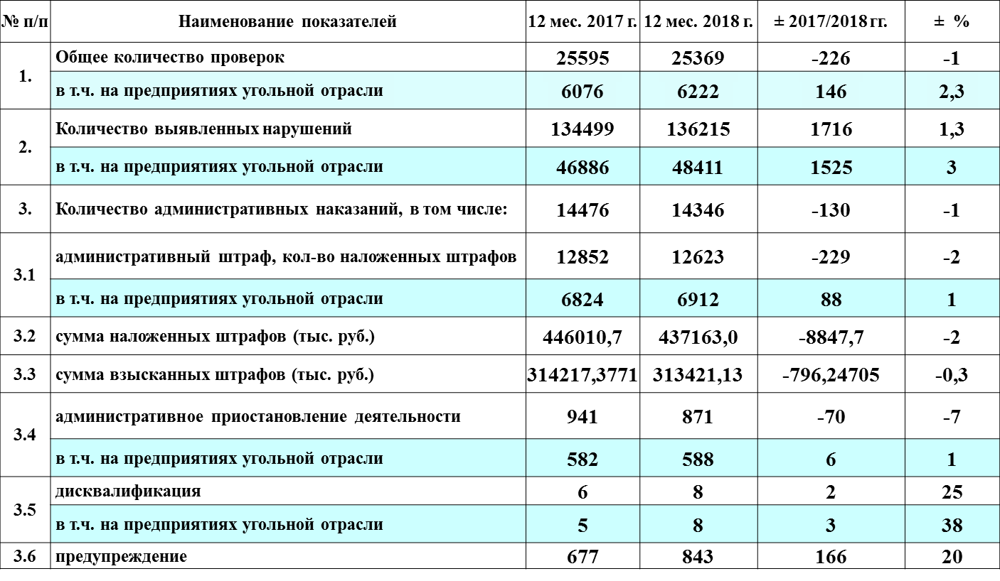 № п/п Наименование показателей 12 мес. 2017 г. 12 мес. 2018 г. ± 2017/2018 гг. ± %
1. Общее количество проверок 25595 25369 -226 -1
в т.ч. на предприятиях угольной отрасли 6076 6222 146 2,3
2. Количество выявленных нарушений 134499 136215 1716 1,3
в т.ч. на предприятиях угольной отрасли 46886 48411 1525 3
3. Количество административных наказаний, в том числе: 14476 14346 -130 -1
3.1 административный штраф, кол-во наложенных штрафов 12852 12623 -229 -2
в т.ч. на предприятиях угольной отрасли 6824 6912 88 1
3.2 сумма наложенных штрафов (тыс. руб.) 446010,7 437163,0 -8847,7 -2
3.3 сумма взысканных штрафов (тыс. руб.) 314217,3771 313421,13 -796,24705 -0,3
3.4 административное приостановление деятельности 941 871 -70 -7
в т.ч. на предприятиях угольной отрасли 582 588 6 1
3.5 дисквалификация 6 8 2 25
в т.ч. на предприятиях угольной отрасли 5 8 3 38
3.6 предупреждение 677 843 166 20